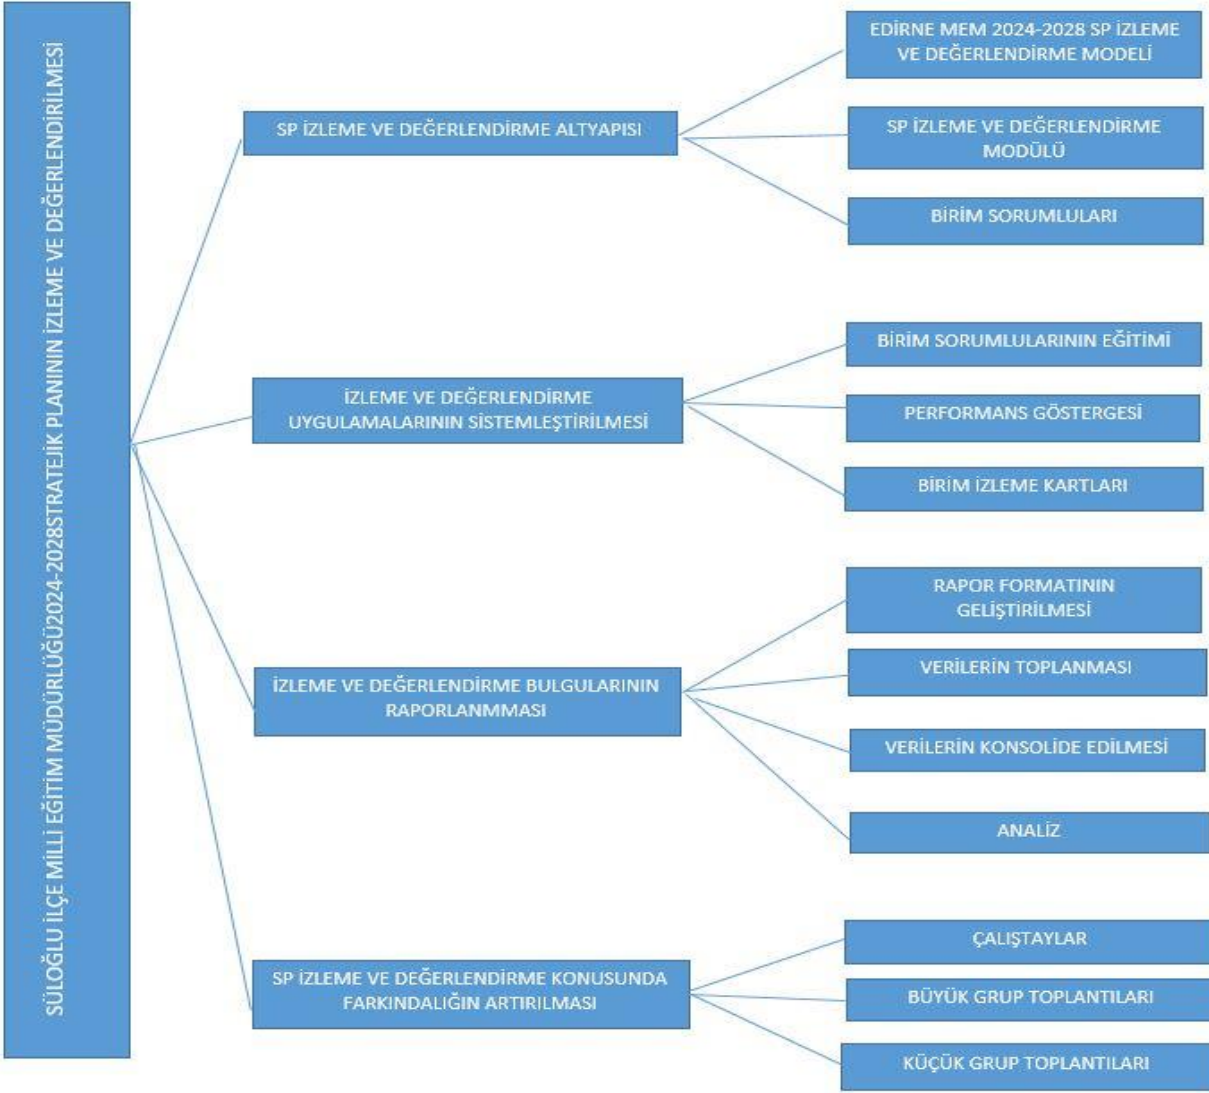 SÜLOĞLU İLÇE MİLLİ EĞİTİM MÜDÜRLÜĞÜ2024-2028STRATEJİK PLANININ İZLEME VE DEĞERLENDİRİLMESİ
SP İZLEME VE DEĞERLENDİRME ALTYAPISI
EDİRNE MEM 2024-2028 SP İZLEME
VE DEĞERLENDİRME MODELİ
SP İZLEME VE DEĞERLENDİRME
MODÜLÜ
BİRİM SORUMLULARI
İZLEME VE DEĞERLENDİRME
UYGULAMALARININ SİSTEMLEŞTİRİLMESİ
BİRİM SORUMLULARININ EĞİTİMİ
PERFORMANS GÖSTERGESİ
BİRİM İZLEME KARTLARI
İZLEME VE DEĞERLENDİRME BULGULARININ
RAPORLANMMASI
RAPOR FORMATININ
GELİŞTİRİLMESİ
VERİLERİN TOPLANMASI
VERİLERİN KONSOLİDE EDİLMESİ
ANALİZ
SP İZLEME VE DEĞERLENDİRME KONUSUNDA
FARKINDALIĞIN ARTIRILMASI
ÇALIŞTAYLAR
BÜYÜK GRUP TOPLANTILARI
KÜÇÜK GRUP TOPLANTILARI